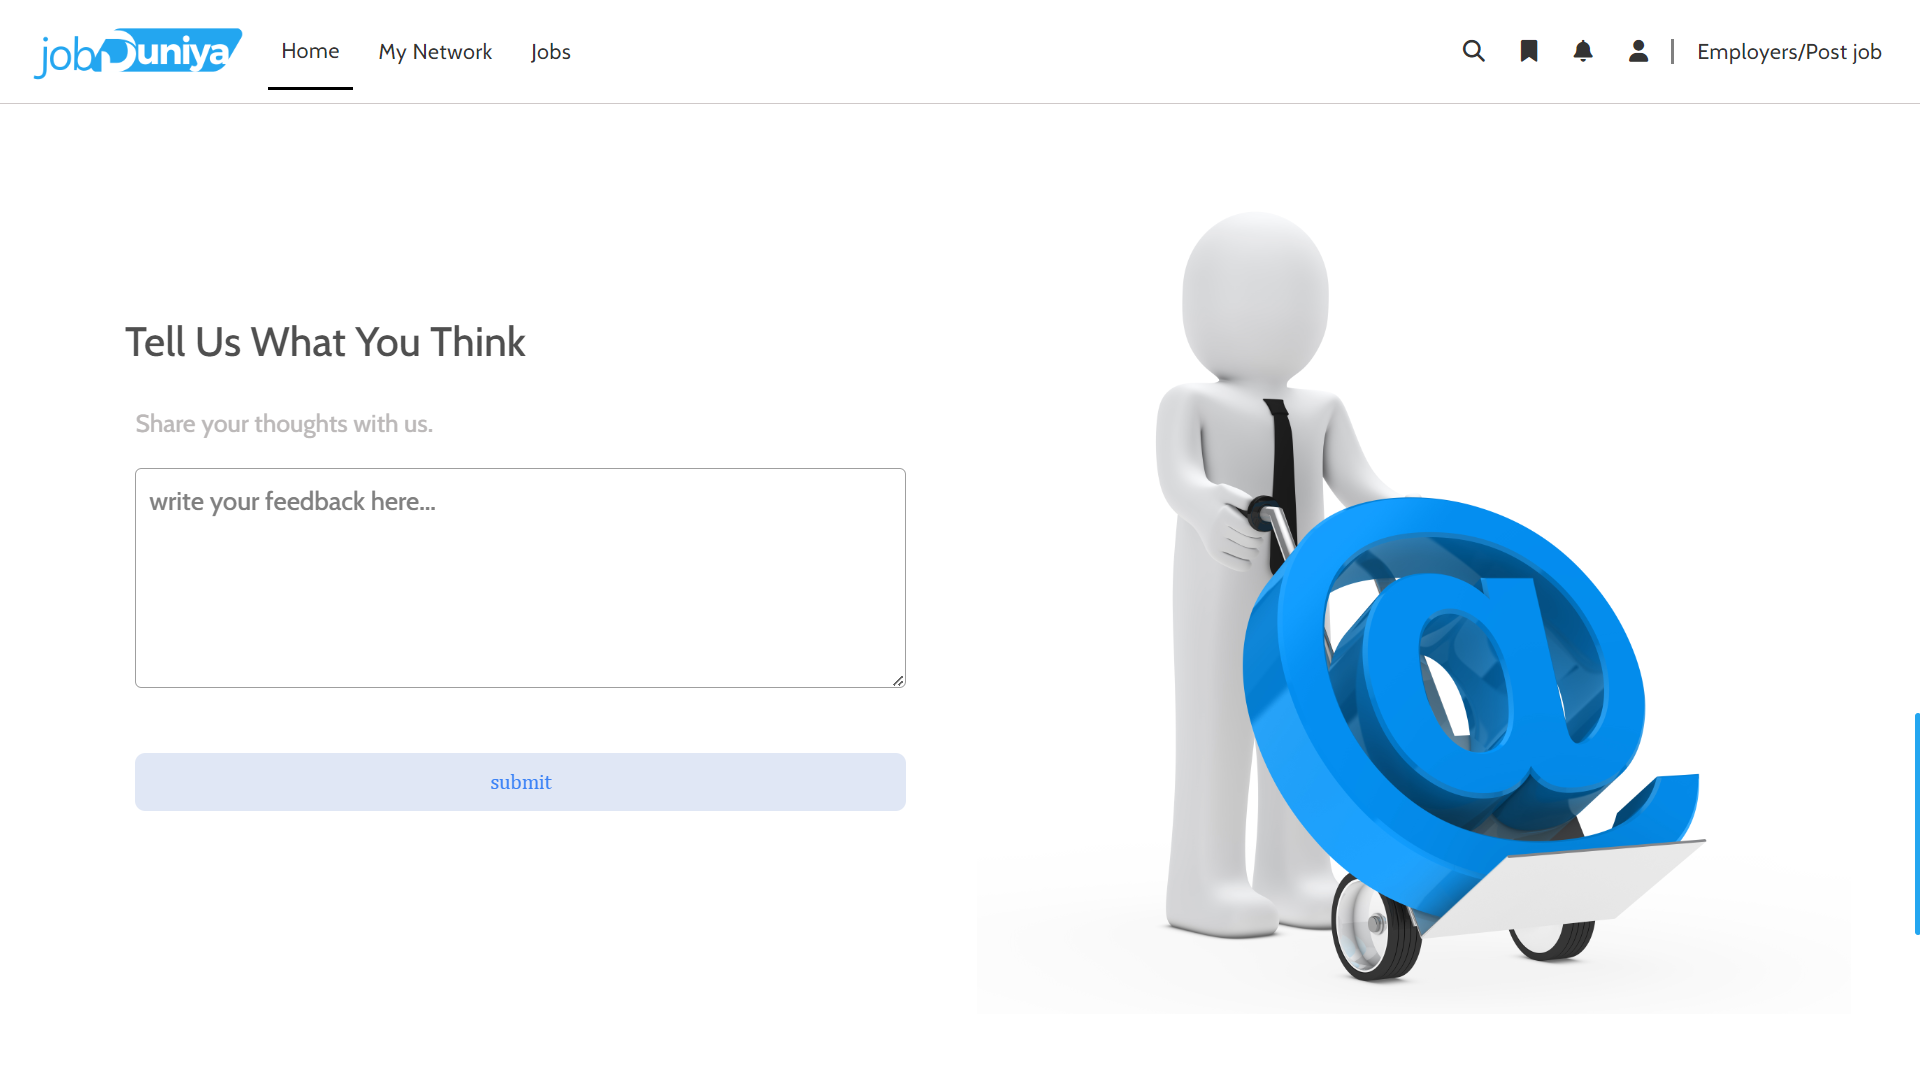 jobDuniya
Home
My Network
Jobs
Employers/Post job
Tell Us What You Think
Share your thoughts with us.
write your feedback here...
submit